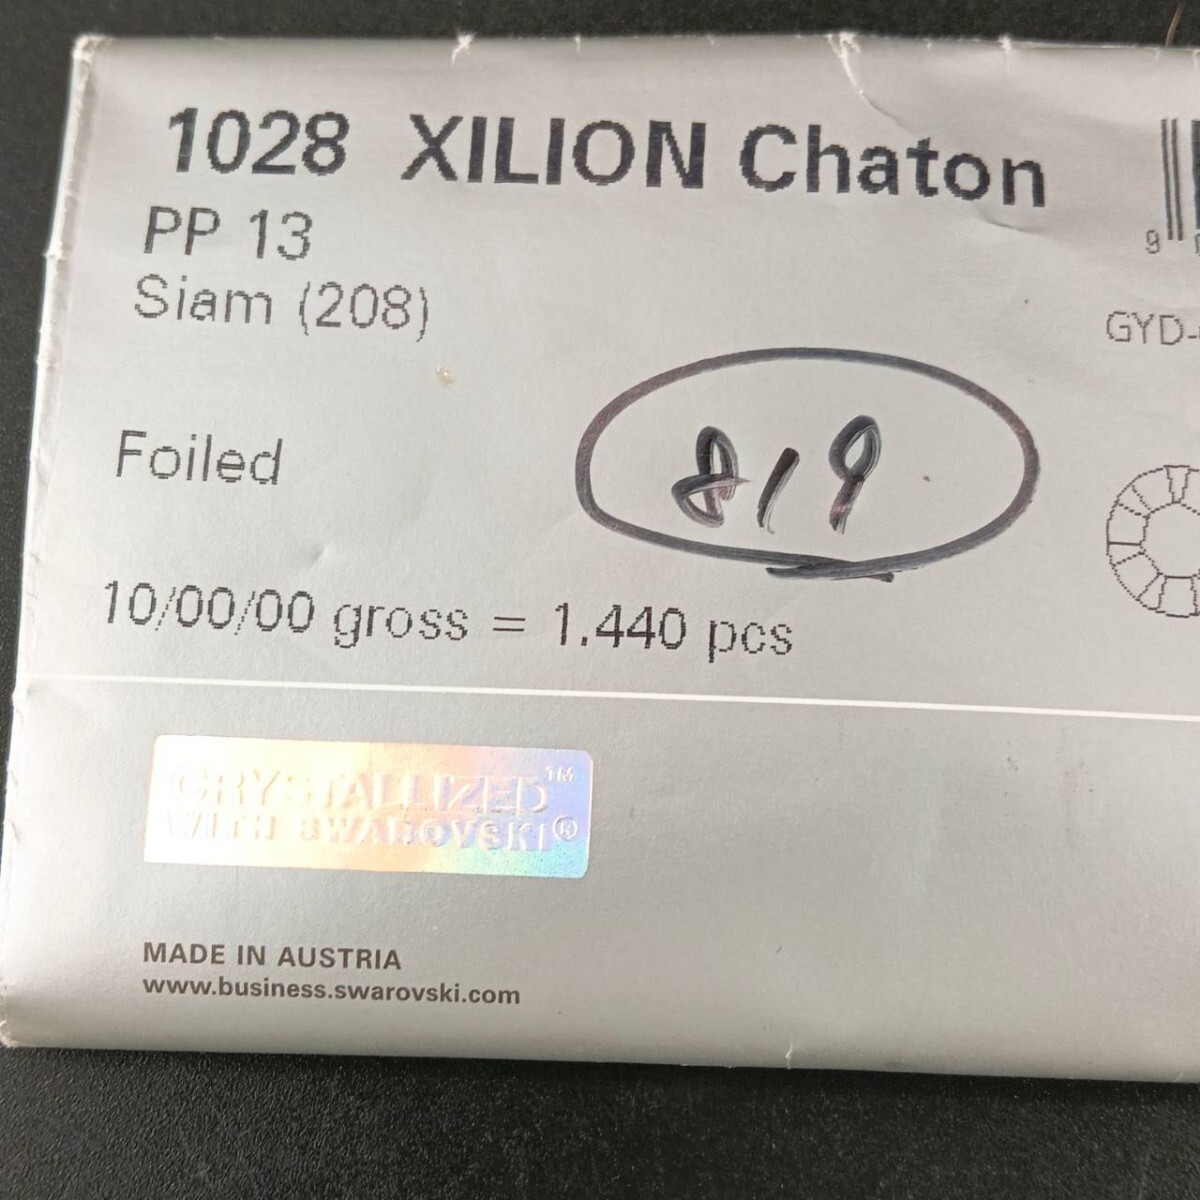 1028 XILION Chaton
PP 13
Siam (208)
9
GYD-
Foiled
819
10/00/00 gross = 1.440 pcs
CRYSTALLIZED™
WITH SWAROVSKI®
MADE IN AUSTRIA
www.business.swarovski.com